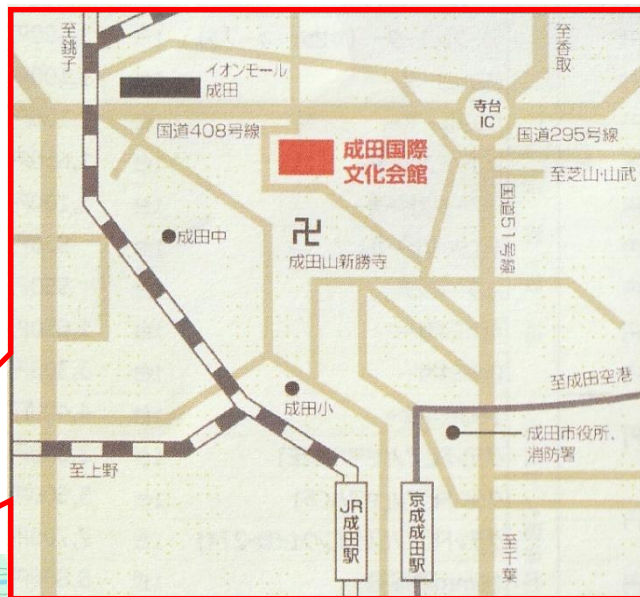 至銚子
至香取
イオンモール
成田
寺台
IC
国道408号線
国道295号線
成田国際
文化会館
至芝山・山武
国道51号線
成田中
卍
成田山新勝寺
至成田空港
成田小
成田市役所、
消防署
至上野
JR成田駅
京成成田駅
至千葉